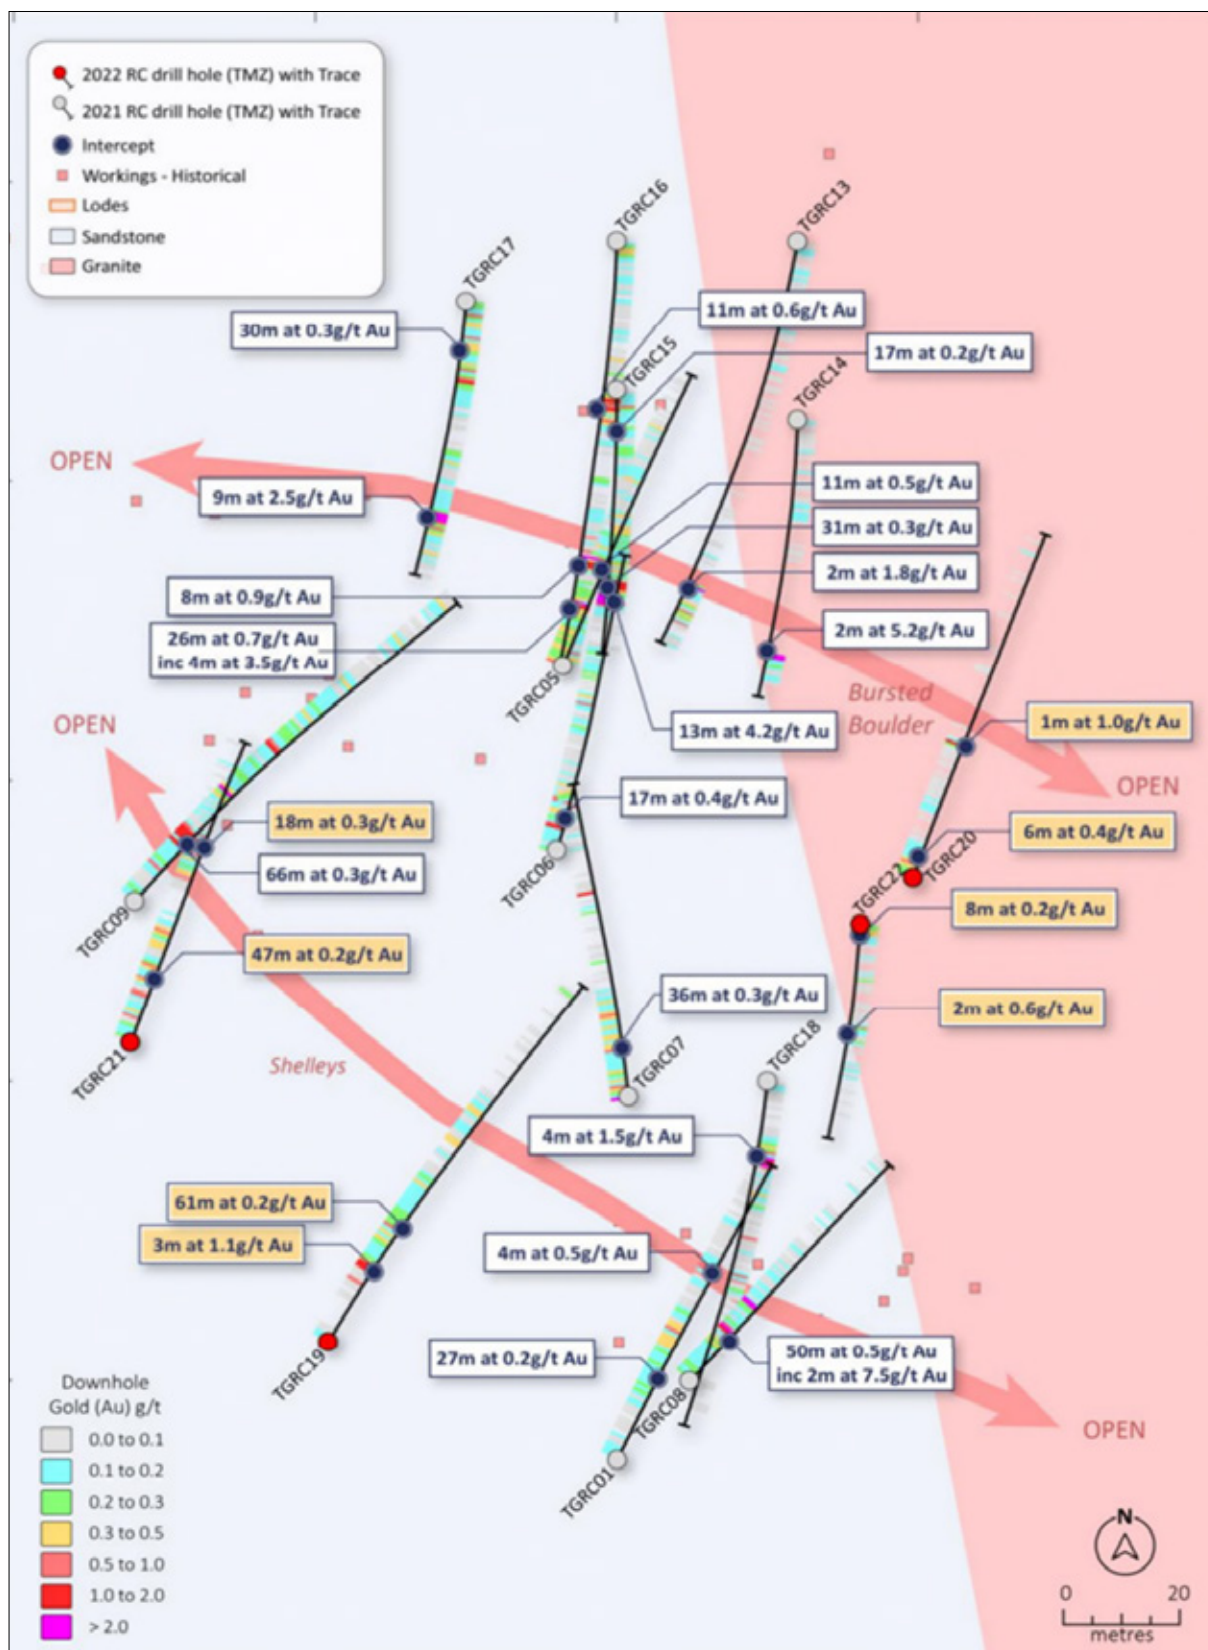 2022 RC drill hole (TMZ) with Trace
2021 RC drill hole (TMZ) with Trace
Intercept
Workings - Historical
Lodes
Sandstone
Granite
TGRC16
TGRC13
TGRC17
30m at 0.3g/t Au
11m at 0.6g/t Au
17m at 0.2g/t Au
TGRC15
TGRC14
OPEN
9m at 2.5g/t Au
11m at 0.5g/t Au
31m at 0.3g/t Au
8m at 0.9g/t Au
2m at 1.8g/t Au
26m at 0.7g/t Au
inc 4m at 3.5g/t Au
2m at 5.2g/t Au
TGRC05
Bursted
Boulder
OPEN
13m at 4.2g/t Au
1m at 1.0g/t Au
OPEN
17m at 0.4g/t Au
18m at 0.3g/t Au
6m at 0.4g/t Au
66m at 0.3g/t Au
TGRC06
TGRC22
TGRC20
TGRC09
8m at 0.2g/t Au
47m at 0.2g/t Au
36m at 0.3g/t Au
2m at 0.6g/t Au
TGRC21
Shelleys
TGRC07
TGRC18
4m at 1.5g/t Au
61m at 0.2g/t Au
3m at 1.1g/t Au
4m at 0.5g/t Au
27m at 0.2g/t Au
50m at 0.5g/t Au
inc 2m at 7.5g/t Au
TGRC19
TGRC08
OPEN
TGRC01
Downhole
Gold (Au) g/t
0.0 to 0.1
0.1 to 0.2
0.2 to 0.3
0.3 to 0.5
0.5 to 1.0
1.0 to 2.0
> 2.0
N
0 20
metres